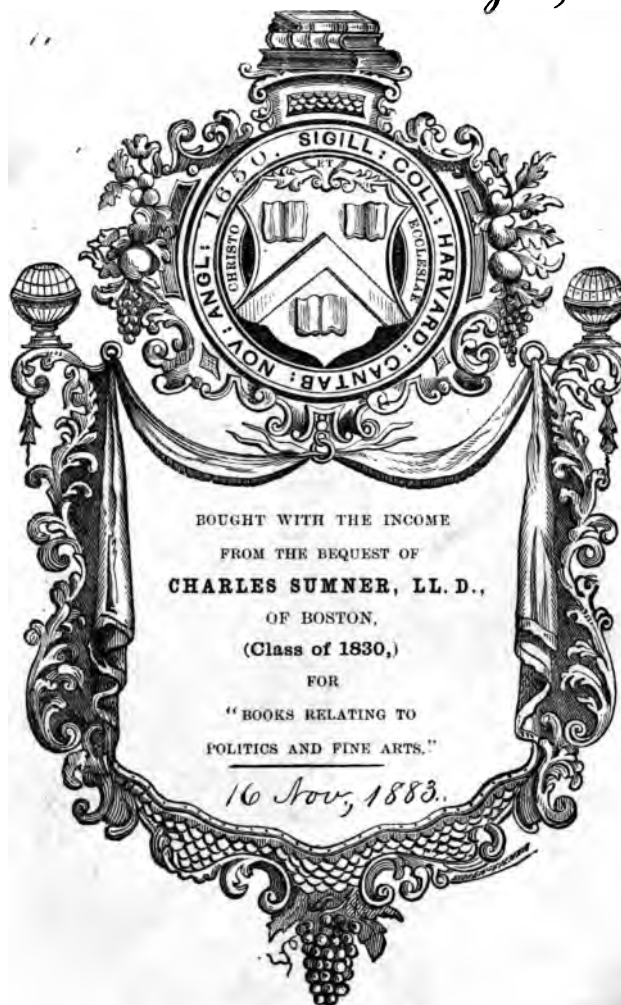 SIGILL: COLL: HARVARD: CANTAB: NOV: ANGL: 1650.
ET
CHRISTO
ECCLESIAE
BOUGHT WITH THE INCOME
FROM THE BEQUEST OF
CHARLES SUMNER, LL. D.,
OF BOSTON,
(Class of 1830,)
FOR
"BOOKS RELATING TO
POLITICS AND FINE ARTS."
16 Nov, 1883.